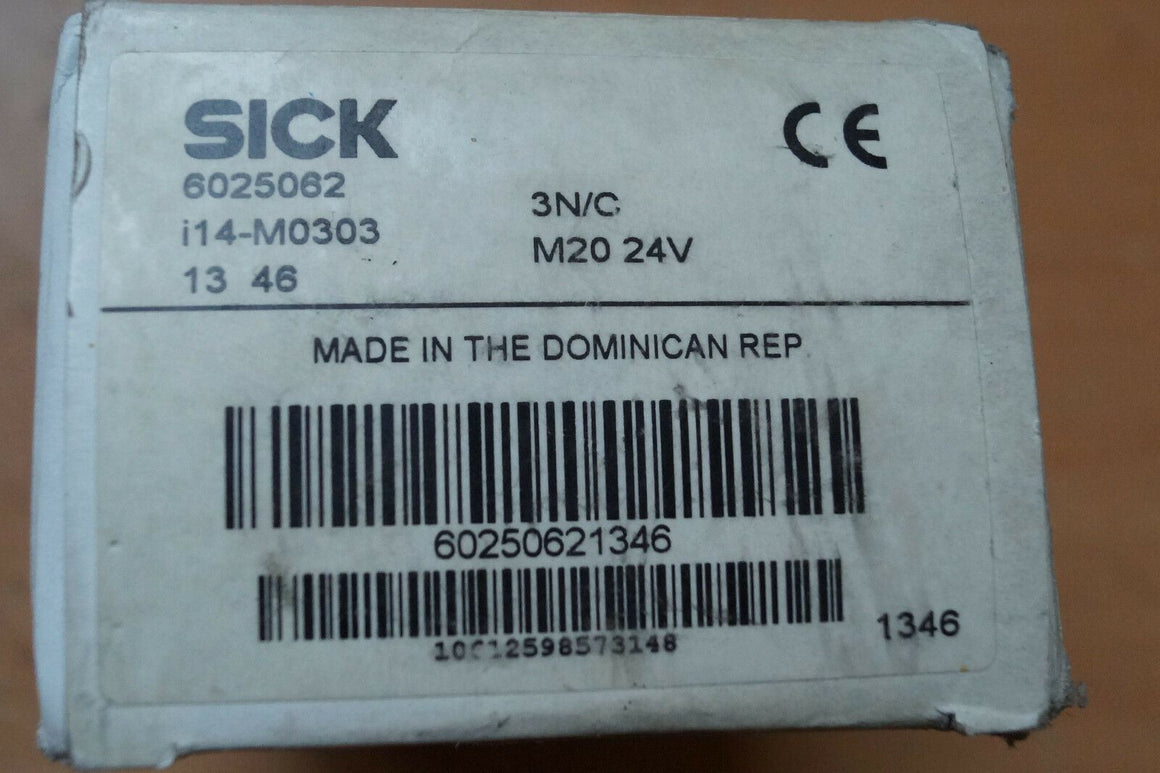 SICK
CE
6025062
i14-M0303
13 46
3N/C
M20 24V
MADE IN THE DOMINICAN REP
60250621346
1346